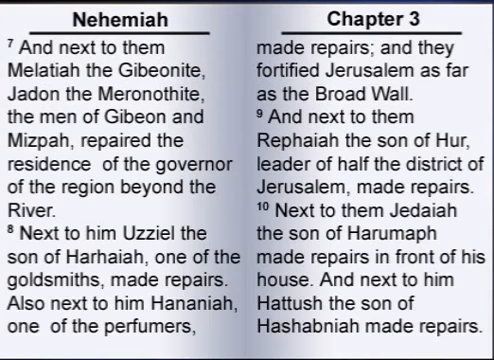 Nehemiah
⁷ And next to them
Melatiah the Gibeonite,
Jadon the Meronothite,
the men of Gibeon and
Mizpah, repaired the
residence of the governor
of the region beyond the
River.
⁸ Next to him Uzziel the
son of Harhaiah, one of the
goldsmiths, made repairs.
Also next to him Hananiah,
one of the perfumers,
Chapter 3
made repairs; and they
fortified Jerusalem as far
as the Broad Wall.
⁹ And next to them
Rephaiah the son of Hur,
leader of half the district of
Jerusalem, made repairs.
¹⁰ Next to them Jedaiah
the son of Harumaph
made repairs in front of his
house. And next to him
Hattush the son of
Hashabniah made repairs.